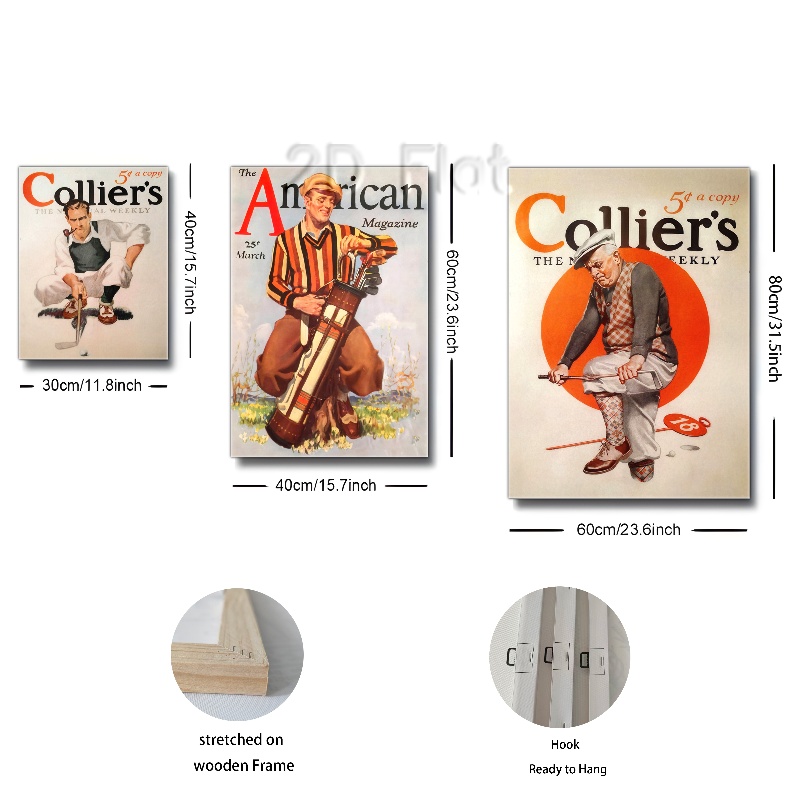 2D Flat
5¢ a copy
Collier's
THE NATIONAL WEEKLY
40cm/15.7inch
30cm/11.8inch
The
American
Magazine
25¢
March
60cm/23.6inch
40cm/15.7inch
5¢ a copy
Collier's
THE N WEEKLY
18
80cm/31.5inch
60cm/23.6inch
stretched on
wooden Frame
Hook
Ready to Hang